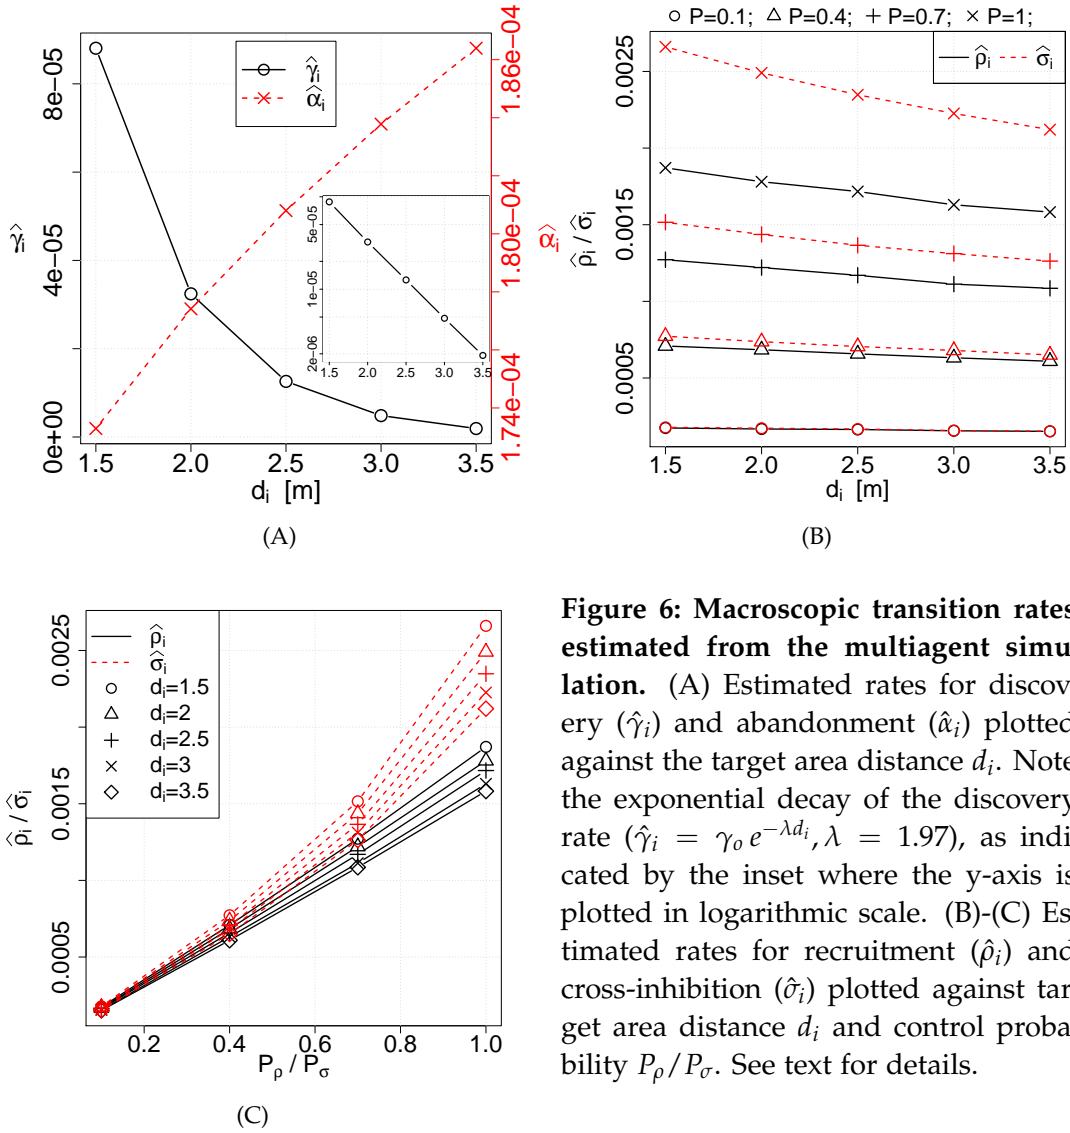 P=0.1; P=0.4; P=0.7; P=1;
γ̂ᵢ
α̂ᵢ
8e−05
4e−05
0e+00
γ̂ᵢ
1.86e−04
1.80e−04
1.74e−04
α̂ᵢ
5e−05
1e−05
2e−06
1.5 2.0 2.5 3.0 3.5
1.5 2.0 2.5 3.0 3.5
dᵢ [m]
(A)
ρ̂ᵢ σ̂ᵢ
0.0025
0.0015
0.0005
ρ̂ᵢ / σ̂ᵢ
1.5 2.0 2.5 3.0 3.5
dᵢ [m]
(B)
ρ̂ᵢ
σ̂ᵢ
dᵢ=1.5
dᵢ=2
dᵢ=2.5
dᵢ=3
dᵢ=3.5
0.0025
0.0015
0.0005
ρ̂ᵢ / σ̂ᵢ
0.2 0.4 0.6 0.8 1.0
Pρ / Pσ
(C)
Figure 6: Macroscopic transition rates
estimated from the multiagent simu
lation. (A) Estimated rates for discov
ery (γ̂ᵢ) and abandonment (α̂ᵢ) plotted
against the target area distance dᵢ. Note
the exponential decay of the discovery
rate (γ̂ᵢ = γₒ e^{−λdᵢ}, λ = 1.97), as indi
cated by the inset where the y-axis is
plotted in logarithmic scale. (B)-(C) Es
timated rates for recruitment (ρ̂ᵢ) and
cross-inhibition (σ̂ᵢ) plotted against tar
get area distance dᵢ and control proba
bility Pρ/Pσ. See text for details.